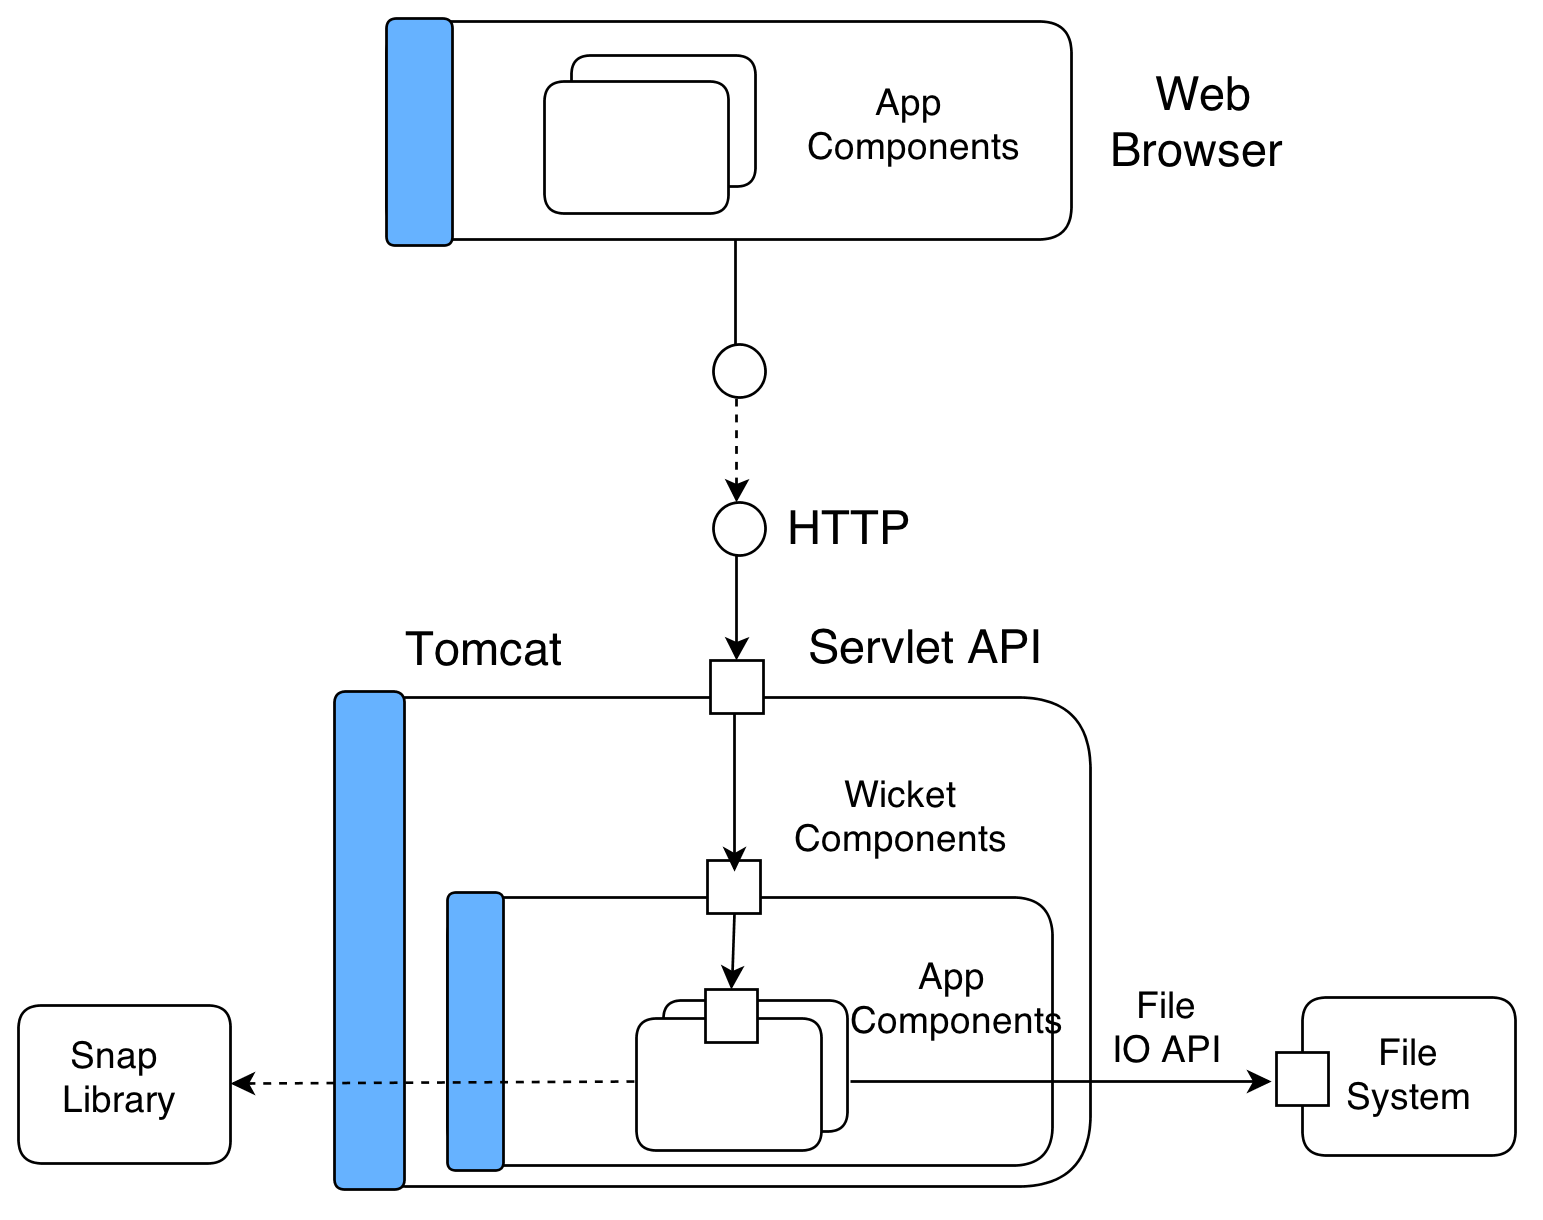 App
Components
Web
Browser
HTTP
Tomcat
Servlet API
Wicket
Components
App
Components
File
IO API
Snap
Library
File
System